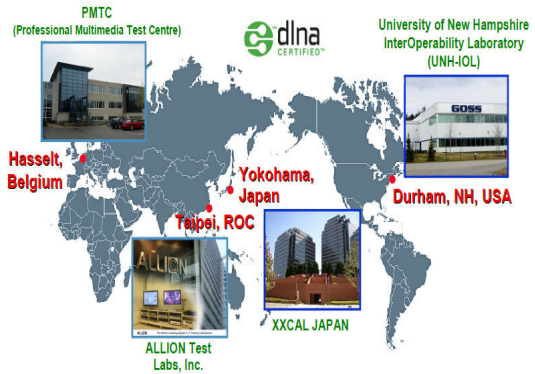 PMTC
(Professional Multimedia Test Centre)
dlna
CERTIFIED™
University of New Hampshire
InterOperability Laboratory
(UNH-IOL)
GOSS
Hasselt,
Belgium
Yokohama,
Japan
Taipei, ROC
Durham, NH, USA
ALLION
XXCAL JAPAN
ALLION Test
Labs, Inc.